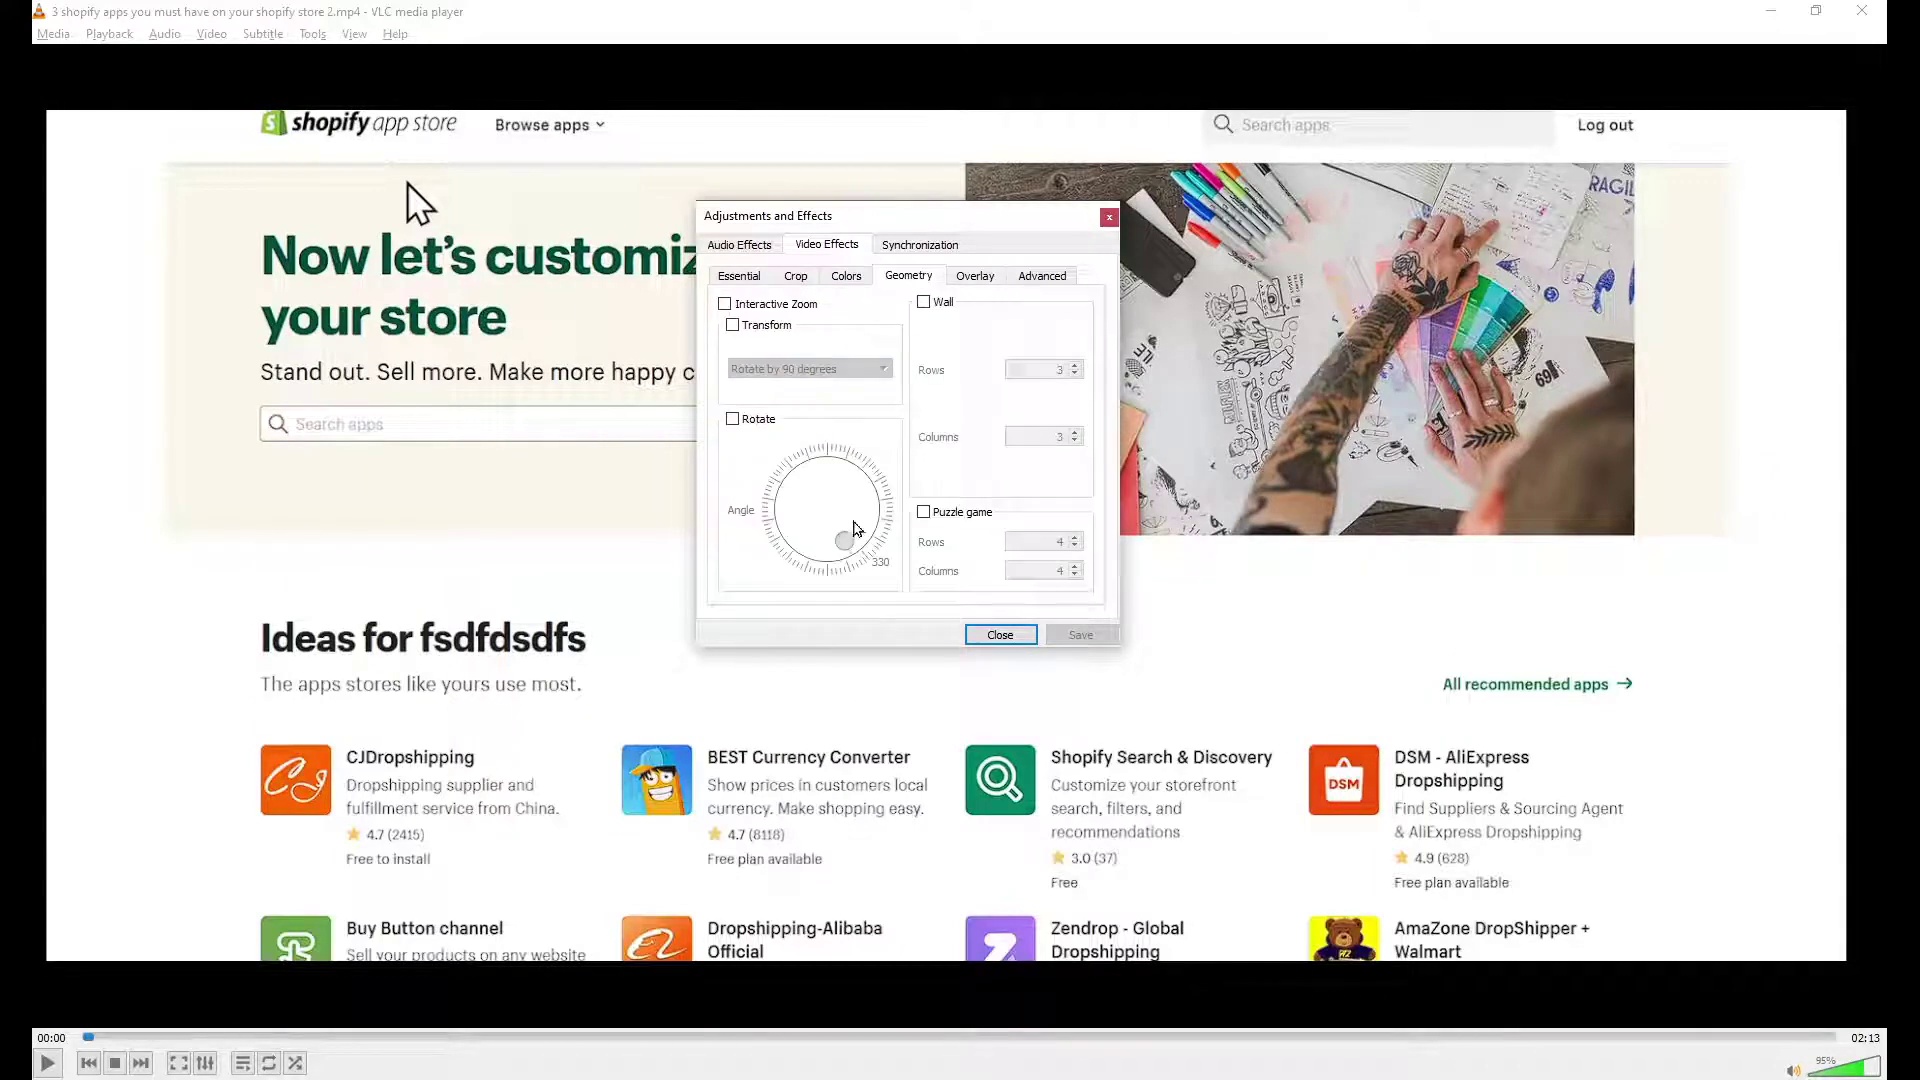 3 shopify apps you must have on your shopify store 2.mp4 - VLC media player
Media Playback Audio Video Subtitle Tools View Help
shopify app store Browse apps Search apps Log out
Now let's customiz
your store
Stand out. Sell more. Make more happy c
Search apps
RAGIL
69
Adjustments and Effects
Audio Effects Video Effects Synchronization
Essential Crop Colors Geometry Overlay Advanced
Interactive Zoom
Transform
Rotate by 90 degrees
Rotate
Angle
330
Wall
Rows 3
Columns 3
Puzzle game
Rows 4
Columns 4
Close Save
Ideas for fsdfdsdfs
The apps stores like yours use most.
All recommended apps
CJDropshipping
Dropshipping supplier and
fulfillment service from China.
4.7 (2415)
Free to install
BEST Currency Converter
Show prices in customers local
currency. Make shopping easy.
4.7 (8118)
Free plan available
Shopify Search & Discovery
Customize your storefront
search, filters, and
recommendations
3.0 (37)
Free
DSM
DSM - AliExpress
Dropshipping
Find Suppliers & Sourcing Agent
& AliExpress Dropshipping
4.9 (628)
Free plan available
Buy Button channel
Sell your products on any website
Dropshipping-Alibaba
Official
Zendrop - Global
Dropshipping
AmaZone DropShipper +
Walmart
00:00 02:13
95%